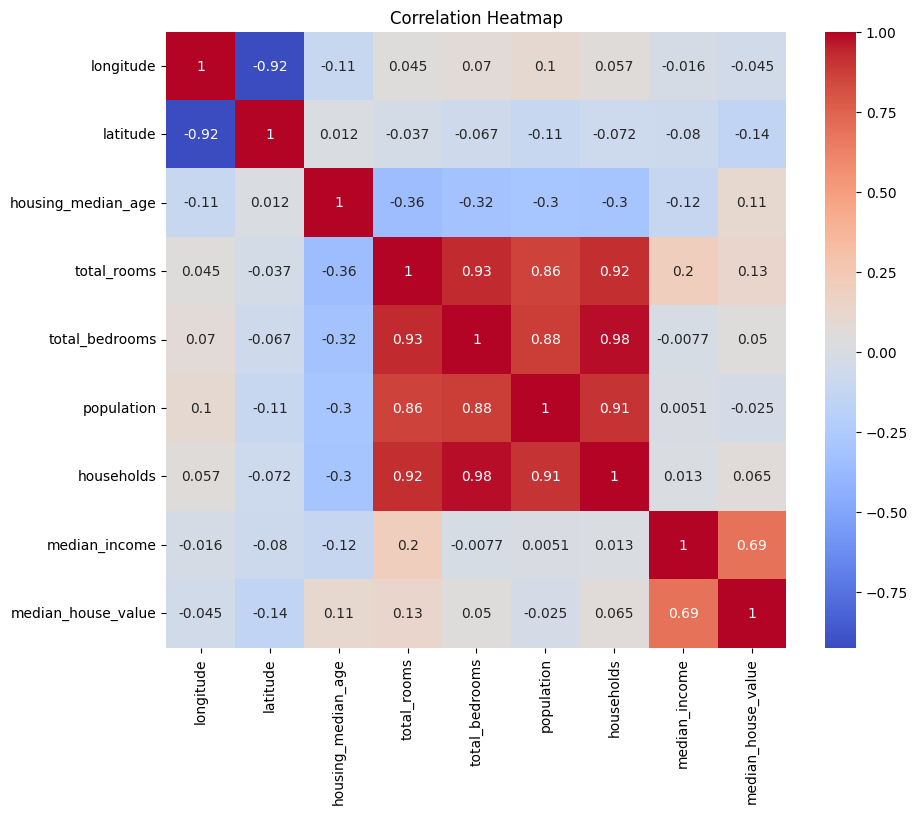 Correlation Heatmap
longitude 1 -0.92 -0.11 0.045 0.07 0.1 0.057 -0.016 -0.045
latitude -0.92 1 0.012 -0.037 -0.067 -0.11 -0.072 -0.08 -0.14
housing_median_age -0.11 0.012 1 -0.36 -0.32 -0.3 -0.3 -0.12 0.11
total_rooms 0.045 -0.037 -0.36 1 0.93 0.86 0.92 0.2 0.13
total_bedrooms 0.07 -0.067 -0.32 0.93 1 0.88 0.98 -0.0077 0.05
population 0.1 -0.11 -0.3 0.86 0.88 1 0.91 0.0051 -0.025
households 0.057 -0.072 -0.3 0.92 0.98 0.91 1 0.013 0.065
median_income -0.016 -0.08 -0.12 0.2 -0.0077 0.0051 0.013 1 0.69
median_house_value -0.045 -0.14 0.11 0.13 0.05 -0.025 0.065 0.69 1
longitude
latitude
housing_median_age
total_rooms
total_bedrooms
population
households
median_income
median_house_value
1.00
0.75
0.50
0.25
0.00
−0.25
−0.50
−0.75